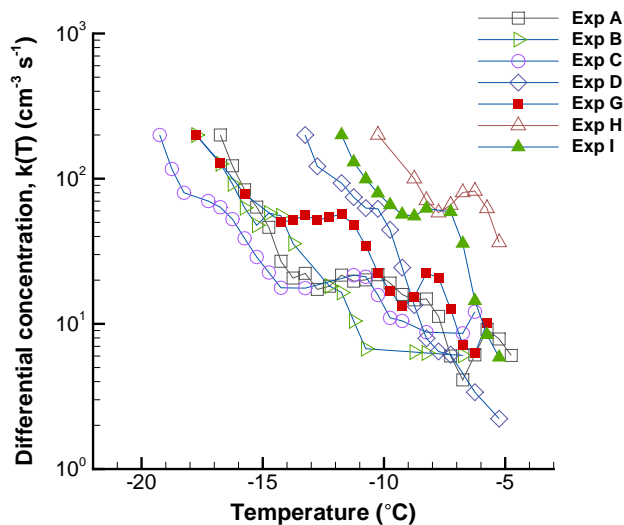 Exp A
Exp B
Exp C
Exp D
Exp G
Exp H
Exp I
Differential concentration, k(T) (cm⁻³ s⁻¹)
10³
10²
10¹
10⁰
-20
-15
-10
-5
Temperature (°C)